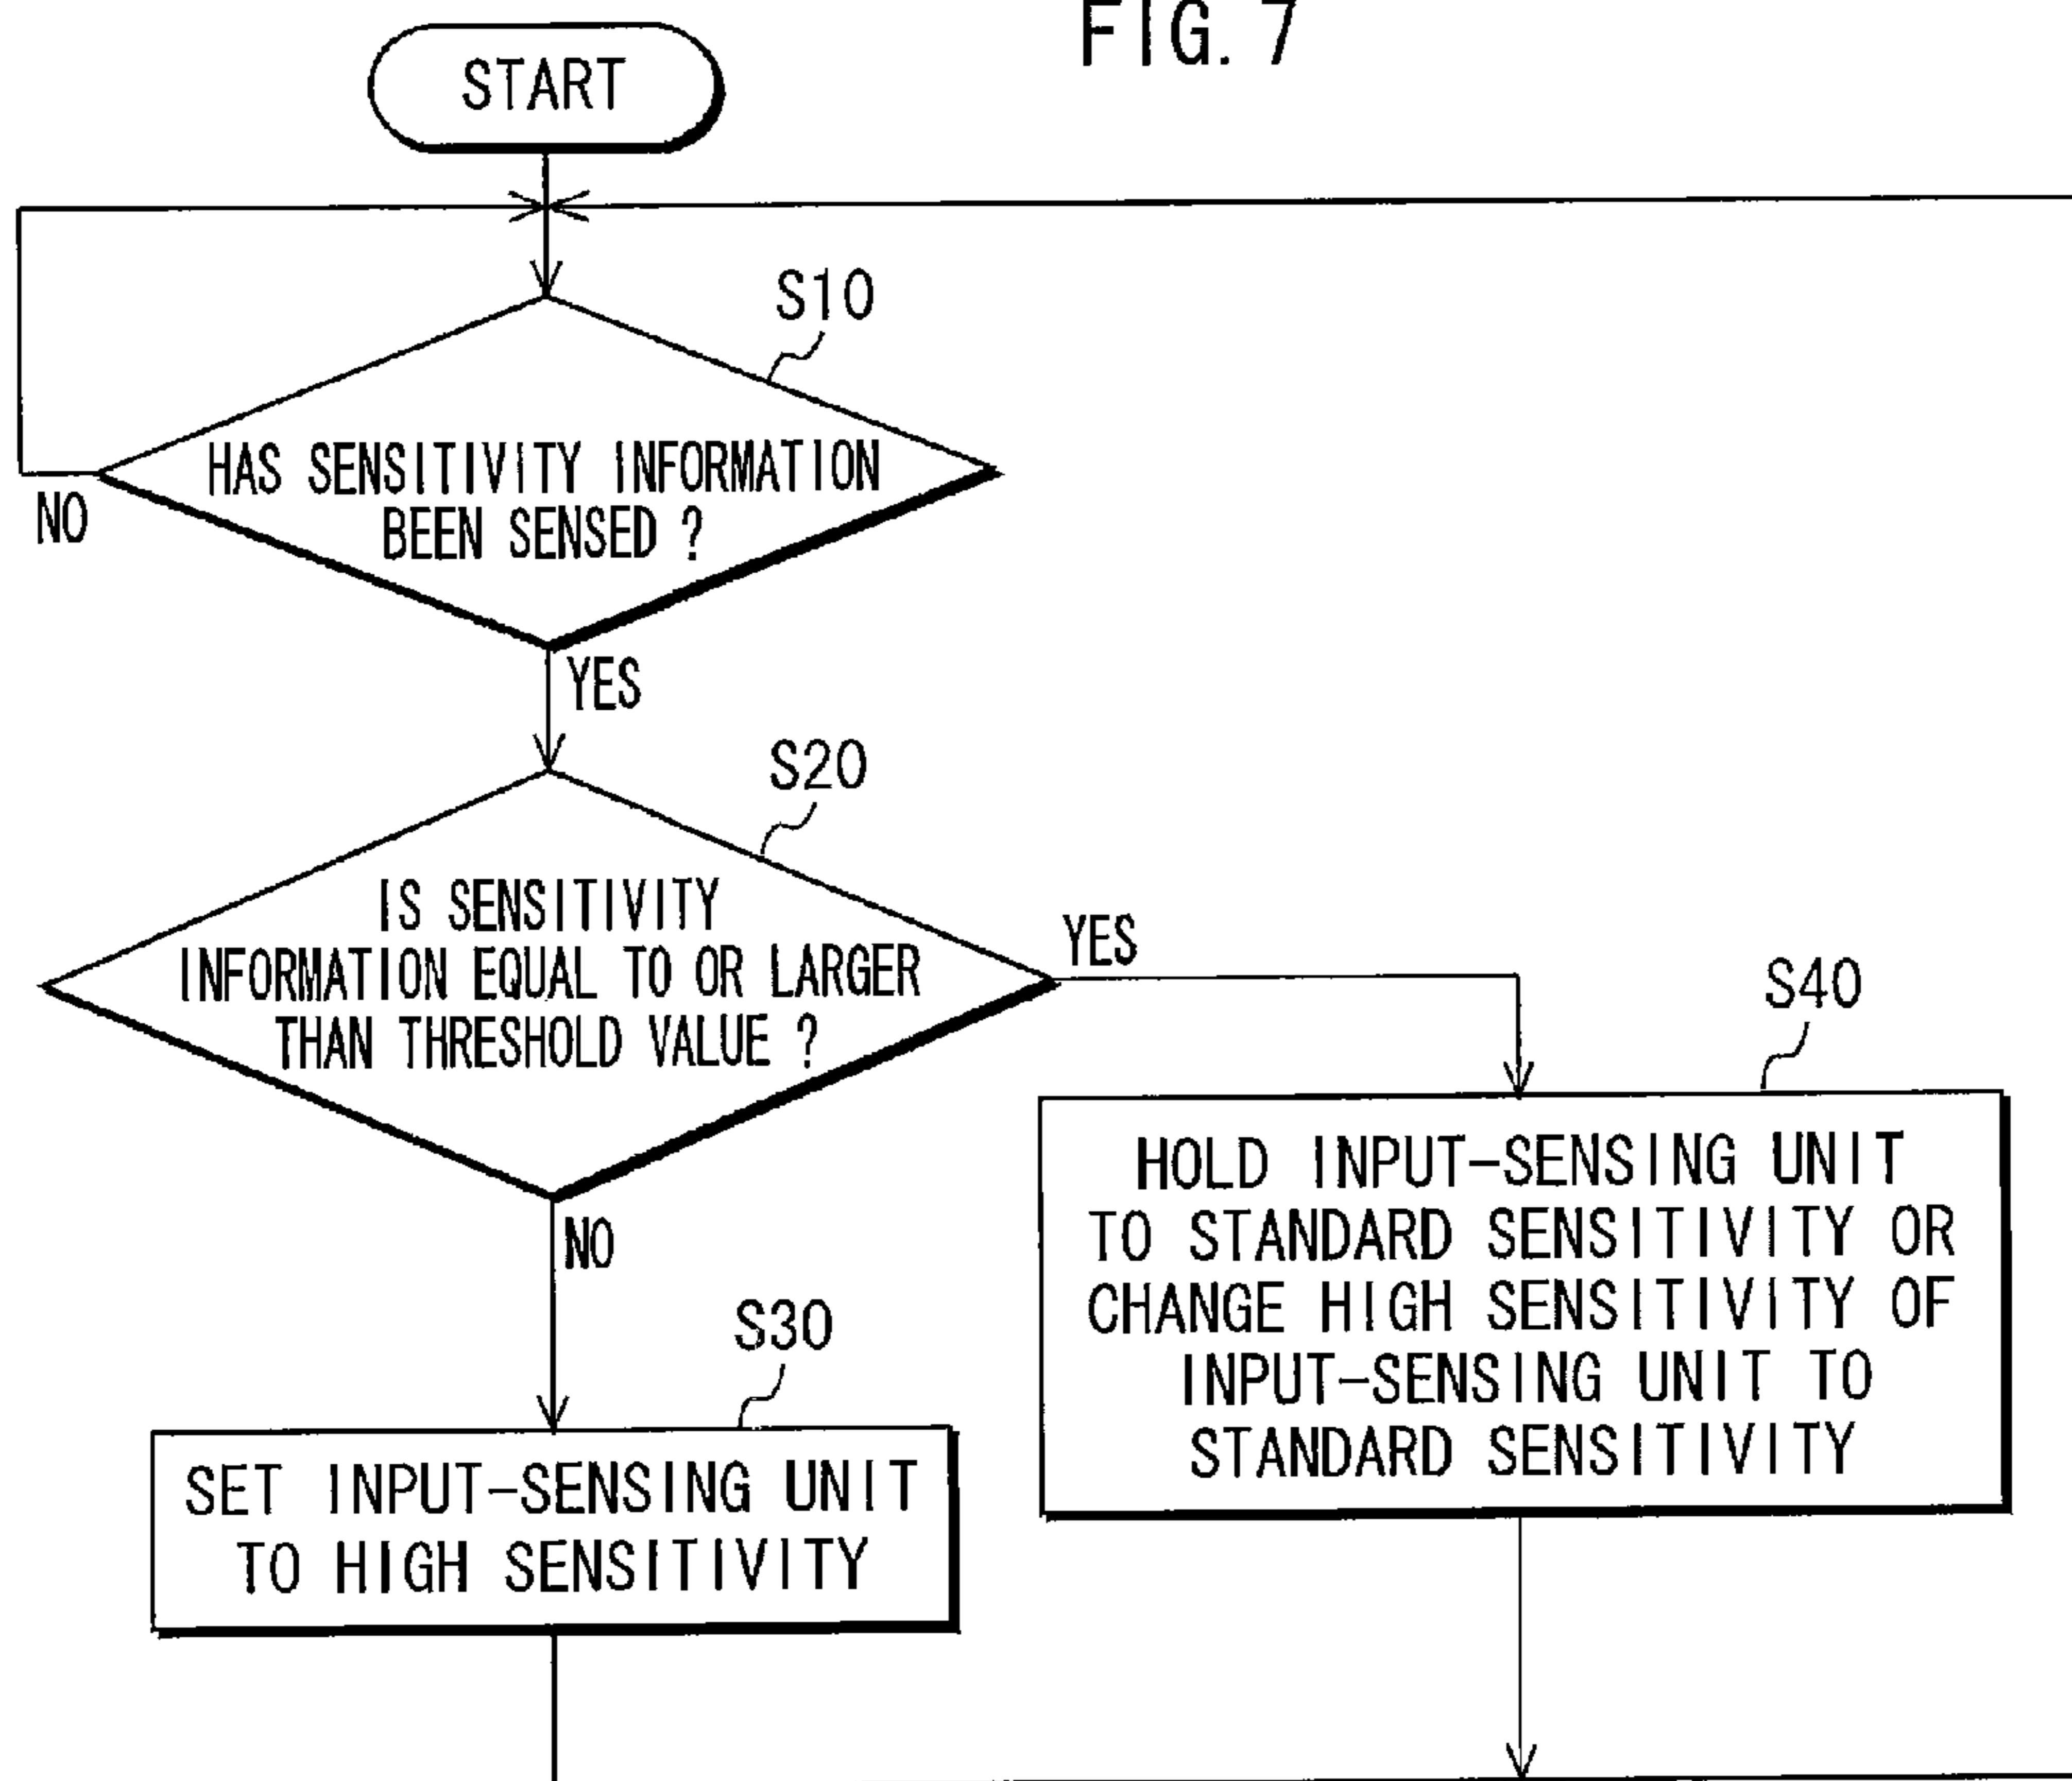 FIG. 7
START
S10
HAS SENSITIVITY INFORMATION
BEEN SENSED ?
NO
YES
S20
IS SENSITIVITY
INFORMATION EQUAL TO OR LARGER
THAN THRESHOLD VALUE ?
YES
NO
S40
HOLD INPUT-SENSING UNIT
TO STANDARD SENSITIVITY OR
CHANGE HIGH SENSITIVITY OF
INPUT-SENSING UNIT TO
STANDARD SENSITIVITY
S30
SET INPUT-SENSING UNIT
TO HIGH SENSITIVITY